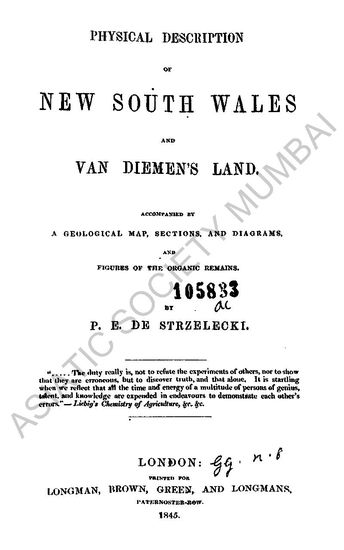 PHYSICAL DESCRIPTION
OF
NEW SOUTH WALES
AND
VAN DIEMEN'S LAND.
ACCOMPANIED BY
A GEOLOGICAL MAP, SECTIONS, AND DIAGRAMS,
AND
FIGURES OF THE ORGANIC REMAINS.
105833
BY
P. E. DE STRZELECKI.
"..... The duty really is, not to refute the experiments of others, nor to show
that they are erroneous, but to discover truth, and that alone. It is startling
when we reflect that all the time and energy of a multitude of persons of genius,
talent, and knowledge are expended in endeavours to demonstrate each other's
errors."—Liebig's Chemistry of Agriculture, &c. &c.
LONDON:
PRINTED FOR
LONGMAN, BROWN, GREEN, AND LONGMANS,
PATERNOSTER-ROW.
1845.
ASIATIC SOCIETY MUMBAI